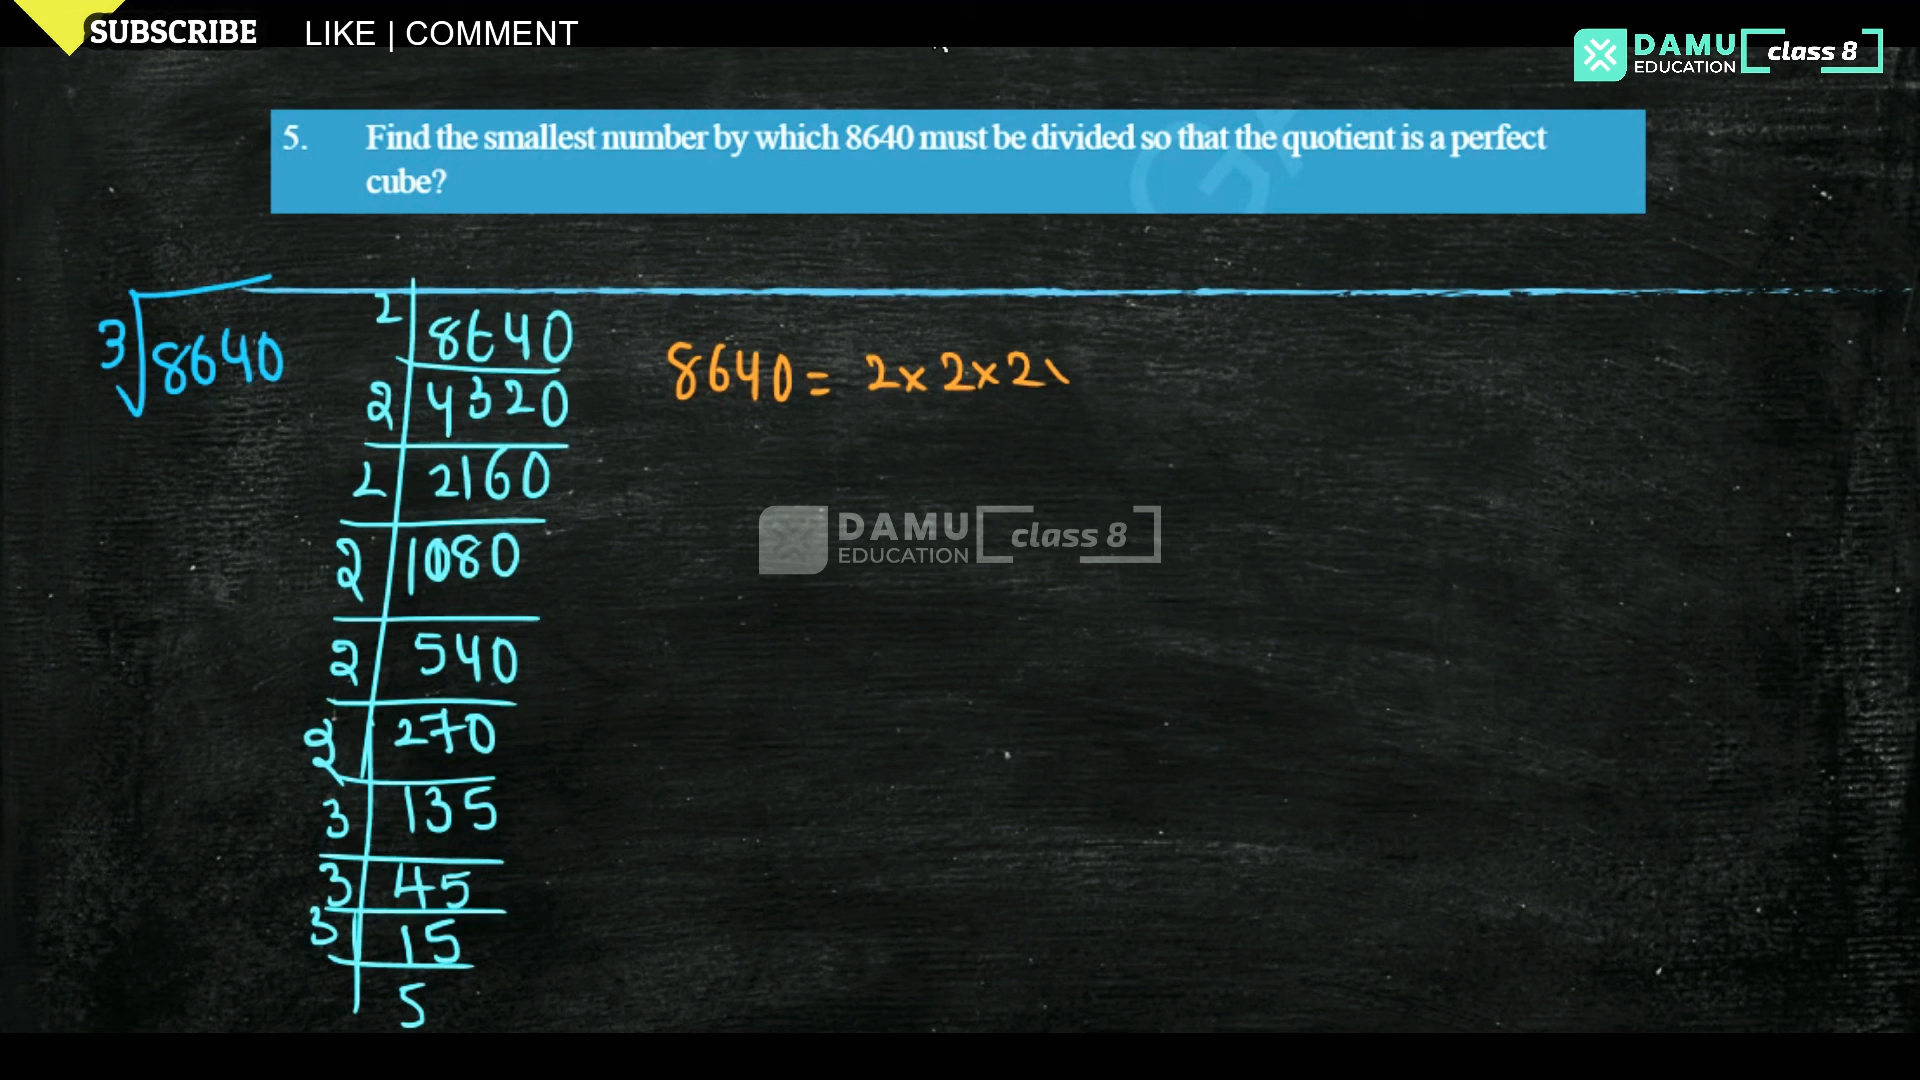 SUBSCRIBE LIKE | COMMENT
DAMU EDUCATION class 8
5. Find the smallest number by which 8640 must be divided so that the quotient is a perfect
cube?
3√8640
2 | 8640
2 | 4320
2 | 2160
2 | 1080
2 | 540
2 | 270
3 | 135
3 | 45
3 | 15
5
8640 = 2 x 2 x 2
DAMU EDUCATION class 8